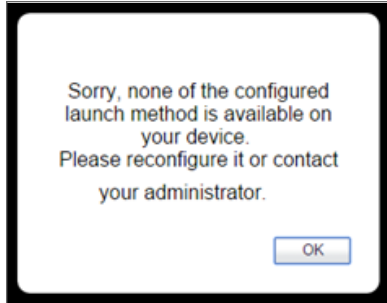 Sorry, none of the configured
launch method is available on
your device.
Please reconfigure it or contact
your administrator.
OK